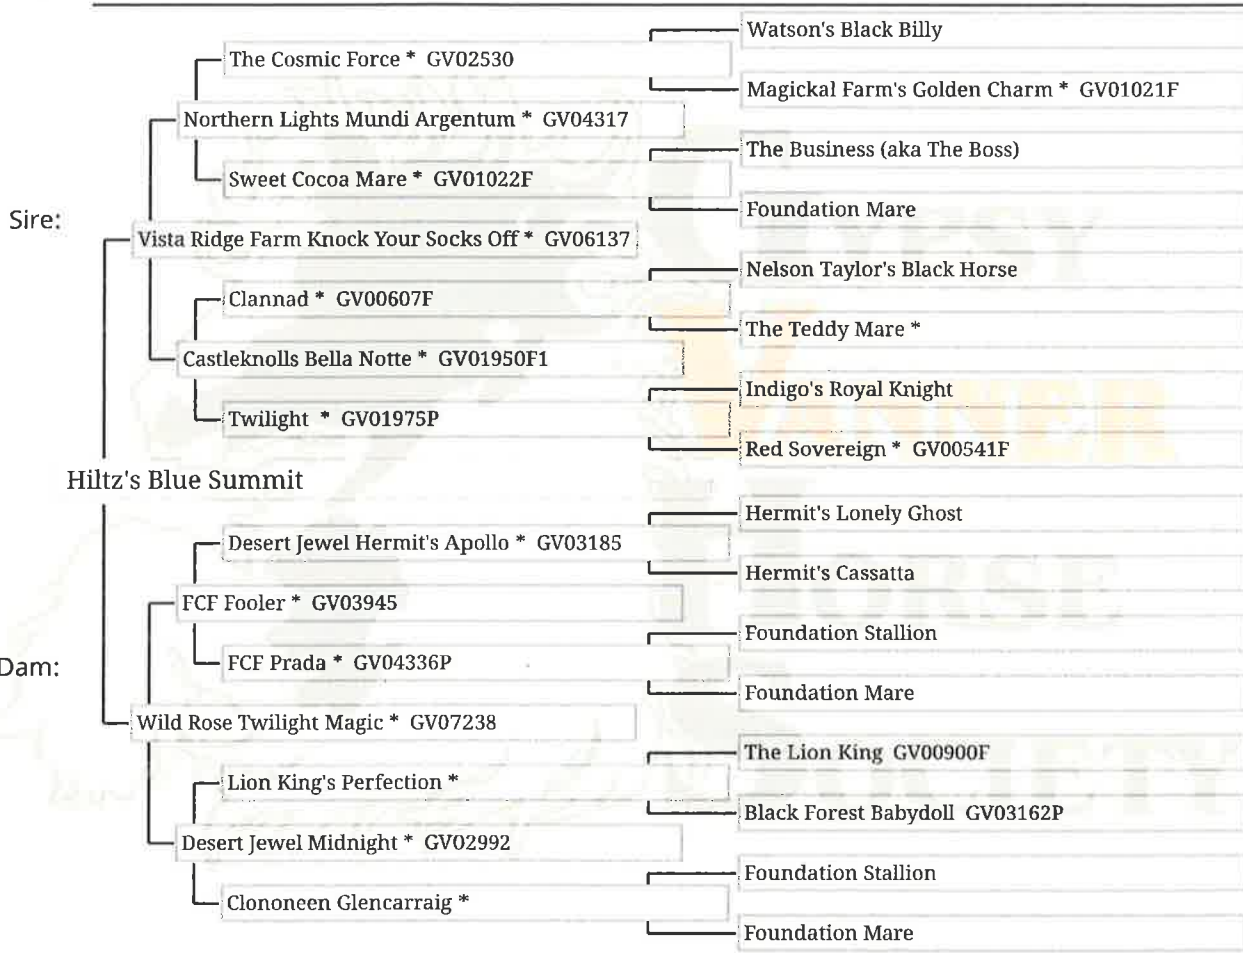 Watson's Black Billy
The Cosmic Force * GV02530
Magickal Farm's Golden Charm * GV01021F
Northern Lights Mundi Argentum * GV04317
The Business (aka The Boss)
Sweet Cocoa Mare * GV01022F
Foundation Mare
Sire:
Vista Ridge Farm Knock Your Socks Off * GV06137
Nelson Taylor's Black Horse
Clannad * GV00607F
The Teddy Mare *
Castleknolls Bella Notte * GV01950F1
Indigo's Royal Knight
Twilight * GV01975P
Red Sovereign * GV00541F
Hiltz's Blue Summit
Hermit's Lonely Ghost
Desert Jewel Hermit's Apollo * GV03185
Hermit's Cassatta
FCF Fooler * GV03945
Foundation Stallion
FCF Prada * GV04336P
Dam:
Foundation Mare
Wild Rose Twilight Magic * GV07238
The Lion King GV00900F
Lion King's Perfection *
Black Forest Babydoll GV03162P
Desert Jewel Midnight * GV02992
Foundation Stallion
Clononeen Glencarraig *
Foundation Mare
GYPSY
VANNER
HORSE
SOCIETY